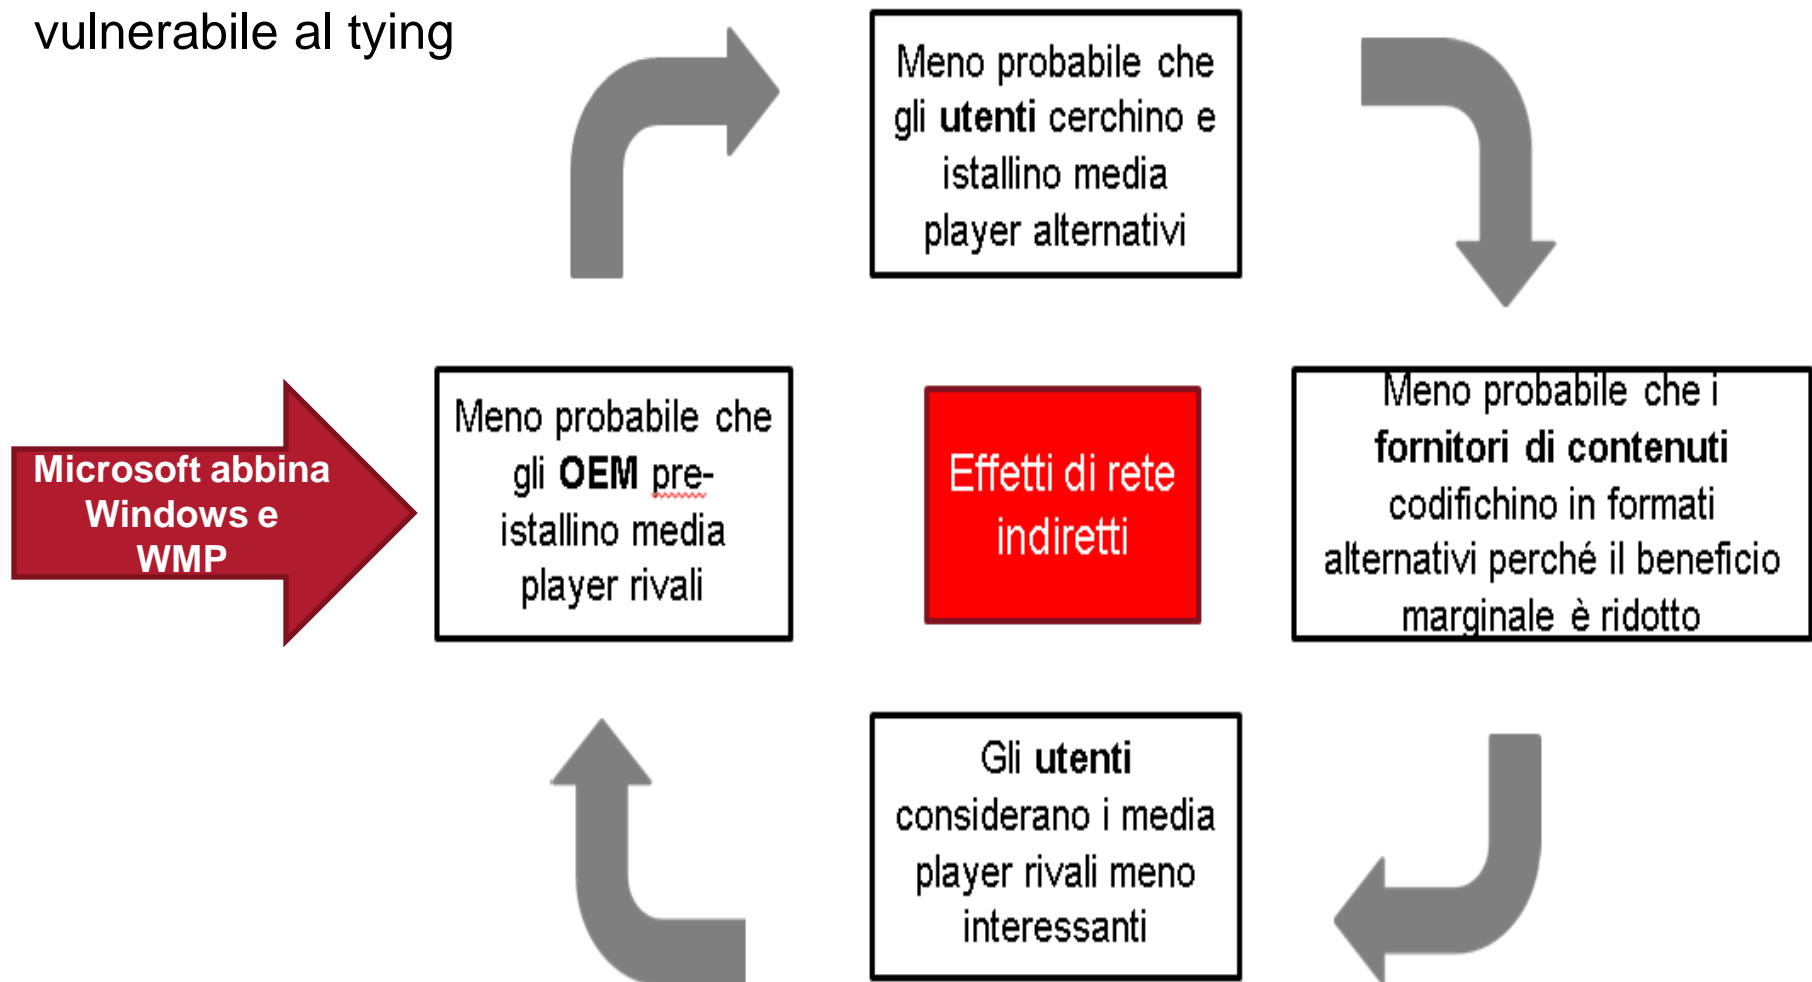 vulnerabile al tying
Meno probabile che
gli utenti cerchino e
istallino media
player alternativi
Microsoft abbina
Windows e
WMP
Meno probabile che
gli OEM pre-
istallino media
player rivali
Effetti di rete
indiretti
Meno probabile che i
fornitori di contenuti
codifichino in formati
alternativi perché il beneficio
marginale è ridotto
Gli utenti
considerano i media
player rivali meno
interessanti